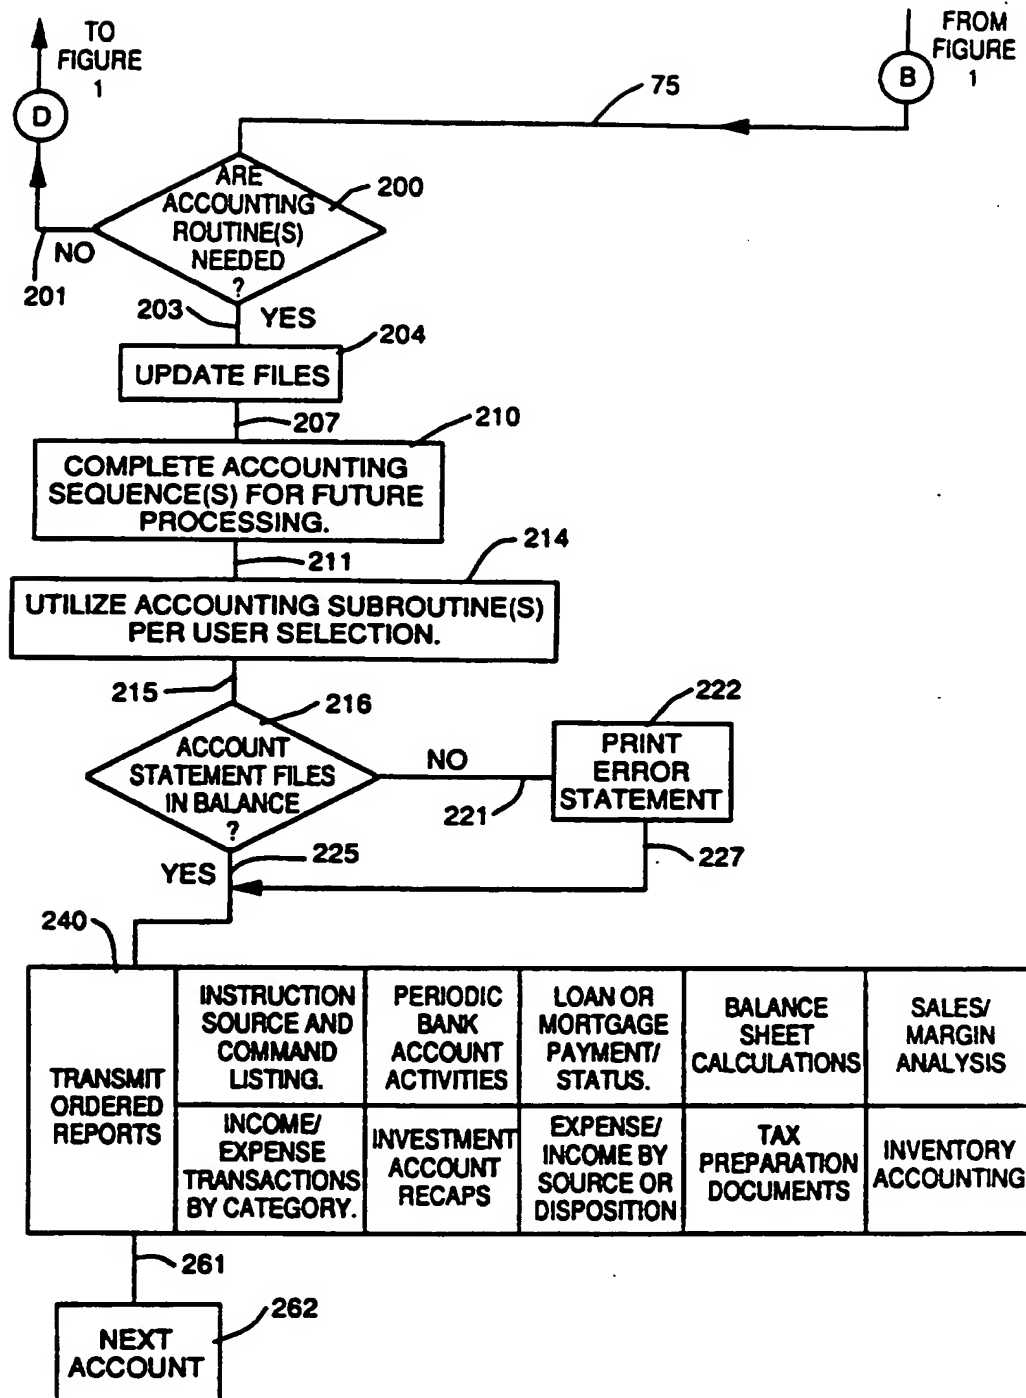 TO
FIGURE
1
D
FROM
FIGURE
1
B
75
ARE
ACCOUNTING
ROUTINE(S)
NEEDED
?
200
NO
201
203
YES
204
UPDATE FILES
207
210
COMPLETE ACCOUNTING
SEQUENCE(S) FOR FUTURE
PROCESSING.
211
214
UTILIZE ACCOUNTING SUBROUTINE(S)
PER USER SELECTION.
215
216
ACCOUNT
STATEMENT FILES
IN BALANCE
?
NO
221
222
PRINT
ERROR
STATEMENT
YES
225
227
240
TRANSMIT
ORDERED
REPORTS
INSTRUCTION
SOURCE AND
COMMAND
LISTING.
PERIODIC
BANK
ACCOUNT
ACTIVITIES
LOAN OR
MORTGAGE
PAYMENT/
STATUS.
BALANCE
SHEET
CALCULATIONS
SALES/
MARGIN
ANALYSIS
INCOME/
EXPENSE
TRANSACTIONS
BY CATEGORY.
INVESTMENT
ACCOUNT
RECAPS
EXPENSE/
INCOME BY
SOURCE OR
DISPOSITION
TAX
PREPARATION
DOCUMENTS
INVENTORY
ACCOUNTING
261
262
NEXT
ACCOUNT